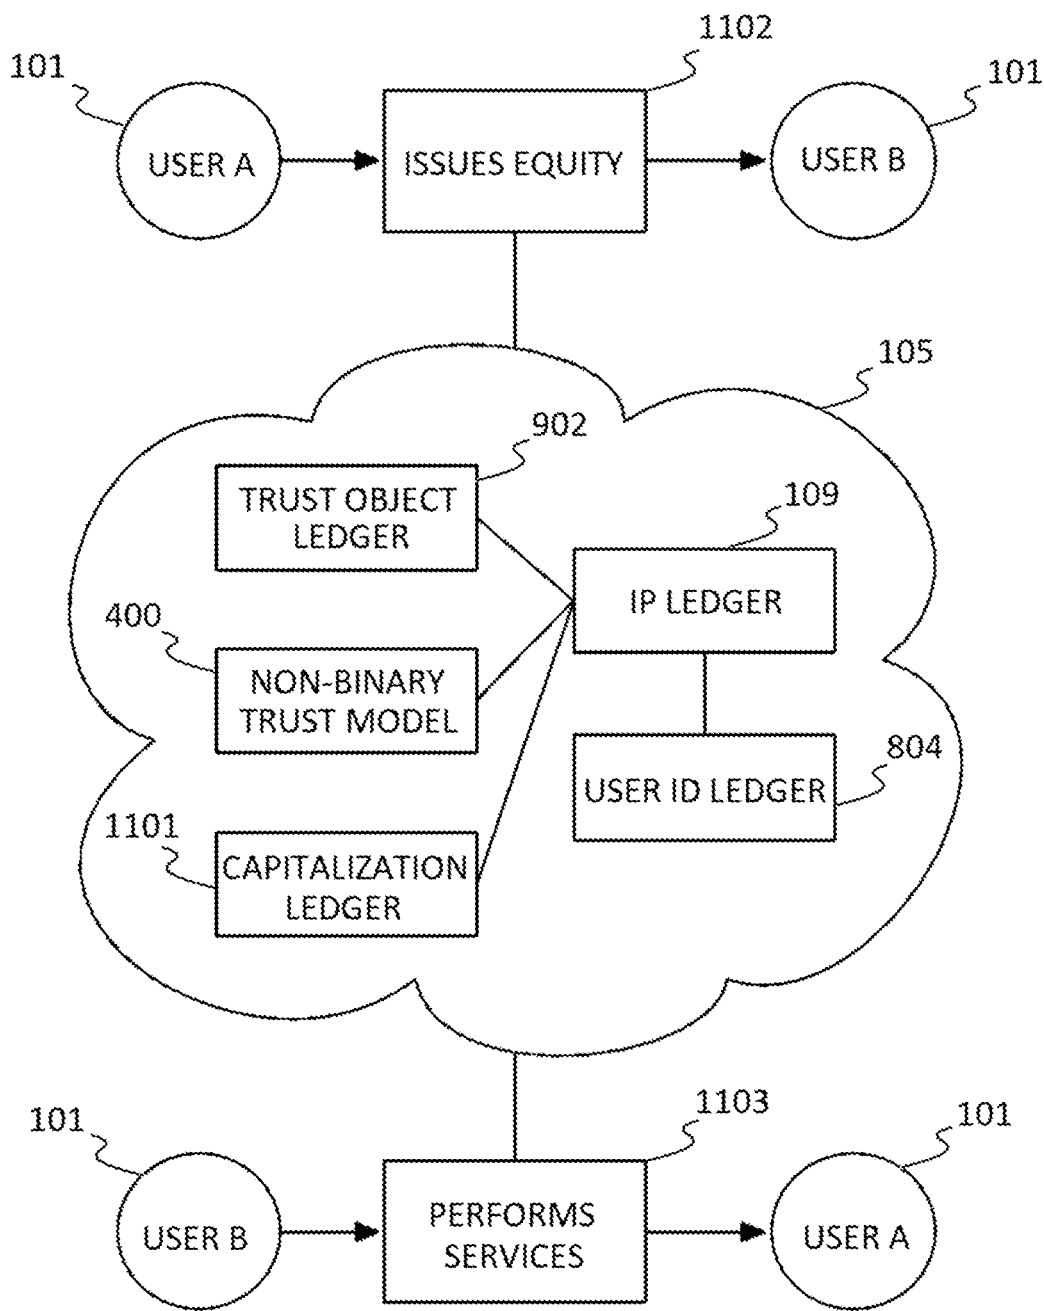 1102
101
101
USER A
ISSUES EQUITY
USER B
105
902
TRUST OBJECT
LEDGER
109
IP LEDGER
400
NON-BINARY
TRUST MODEL
804
USER ID LEDGER
1101
CAPITALIZATION
LEDGER
1103
101
101
USER B
PERFORMS
SERVICES
USER A